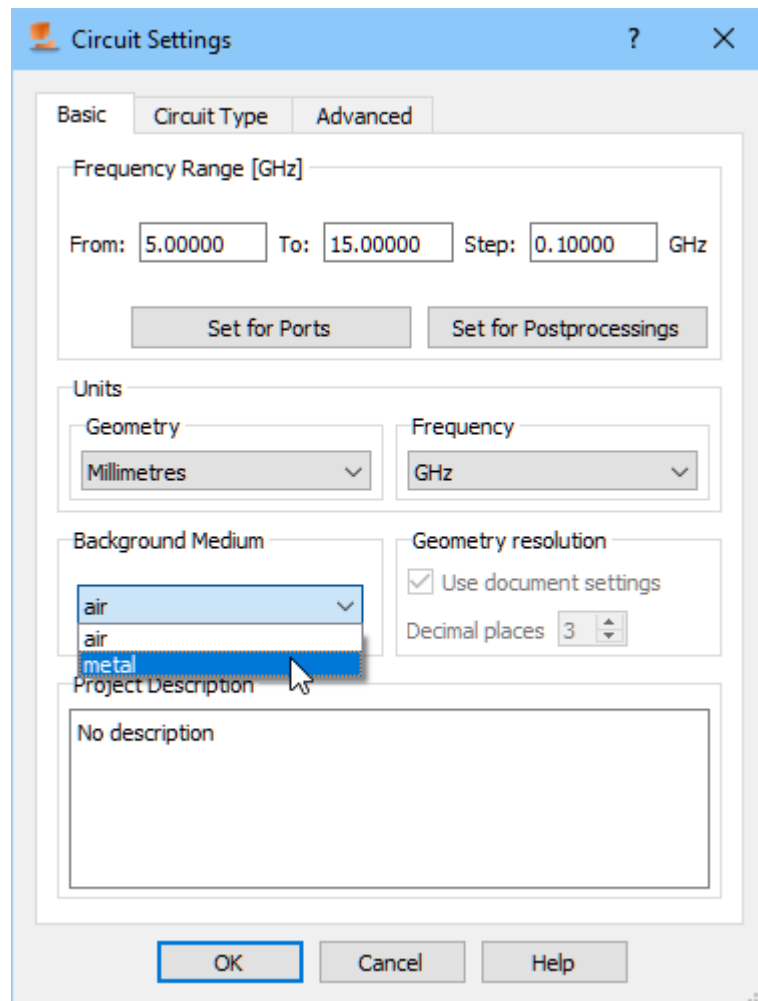 Circuit Settings ?
Basic Circuit Type Advanced
Frequency Range [GHz]
From: 5.00000 To: 15.00000 Step: 0.10000 GHz
Set for Ports Set for Postprocessings
Units
Geometry Frequency
Millimetres GHz
Background Medium Geometry resolution
Use document settings
air
Decimal places 3
air
metal
Project Description
No description
OK Cancel Help